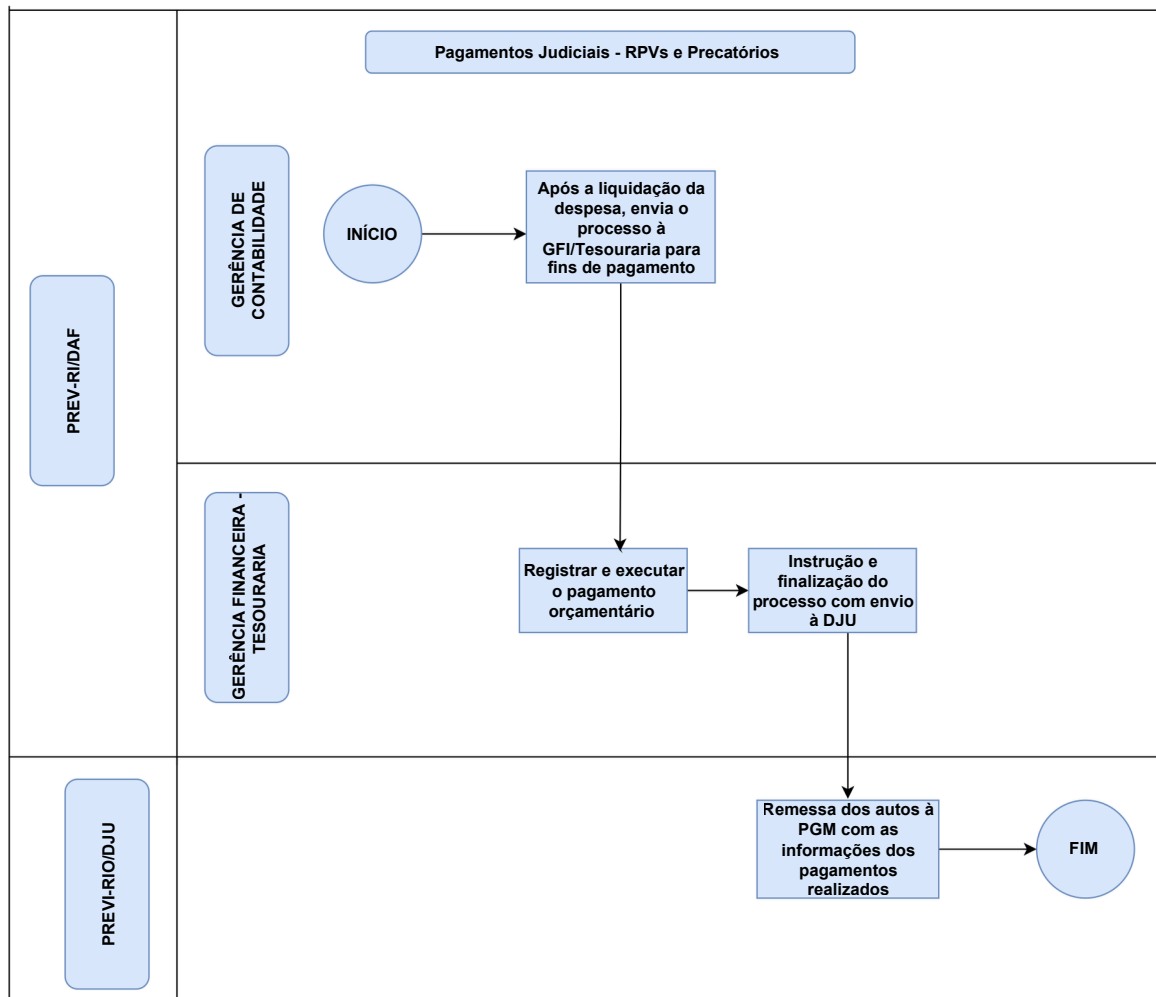 Pagamentos Judiciais - RPVs e Precatórios
PREV-RI/DAF
GERÊNCIA DE
CONTABILIDADE
INÍCIO
Após a liquidação da
despesa, envia o
processo à
GFI/Tesouraria para
fins de pagamento
GERÊNCIA FINANCEIRA -
TESOURARIA
Registrar e executar
o pagamento
orçamentário
Instrução e
finalização do
processo com envio
à DJU
PREVI-RIO/DJU
Remessa dos autos à
PGM com as
informações dos
pagamentos
realizados
FIM